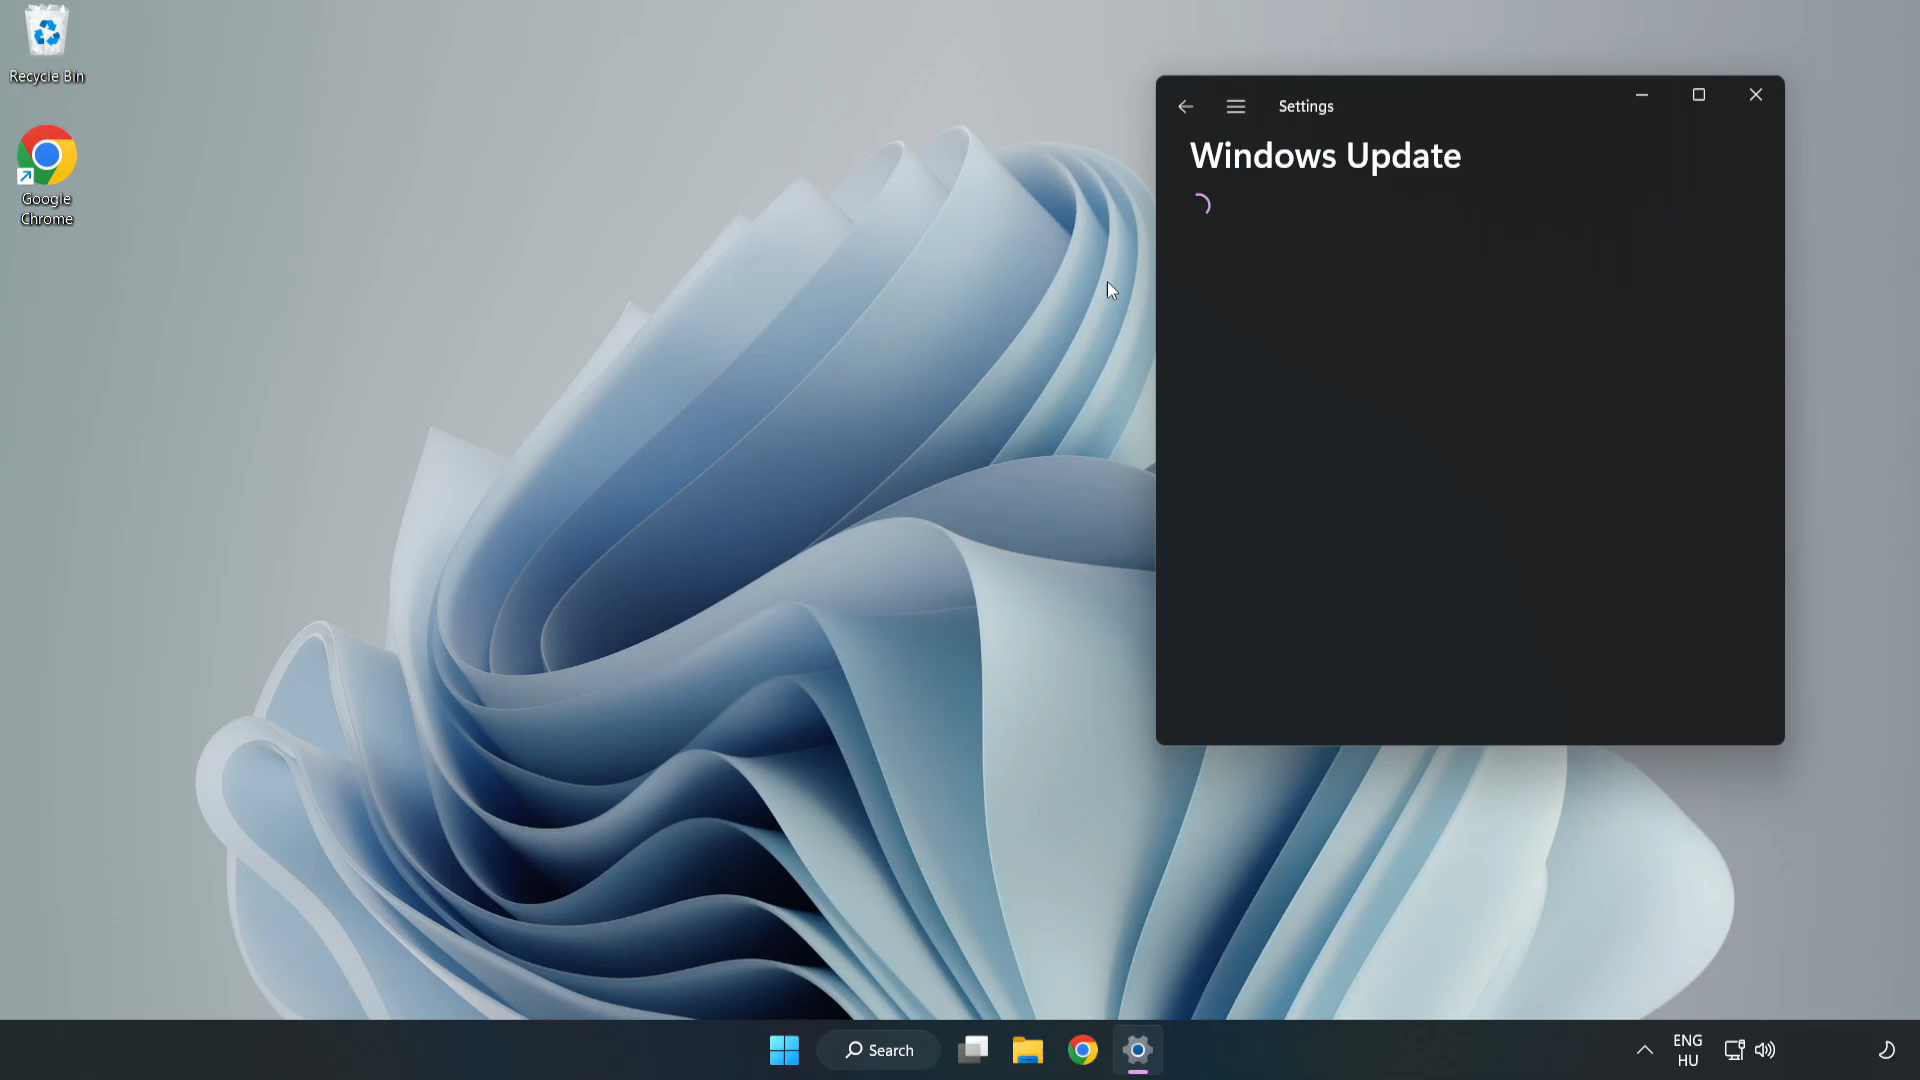 Recycle Bin
Google
Chrome
Settings
Windows Update
Search
ENG
HU